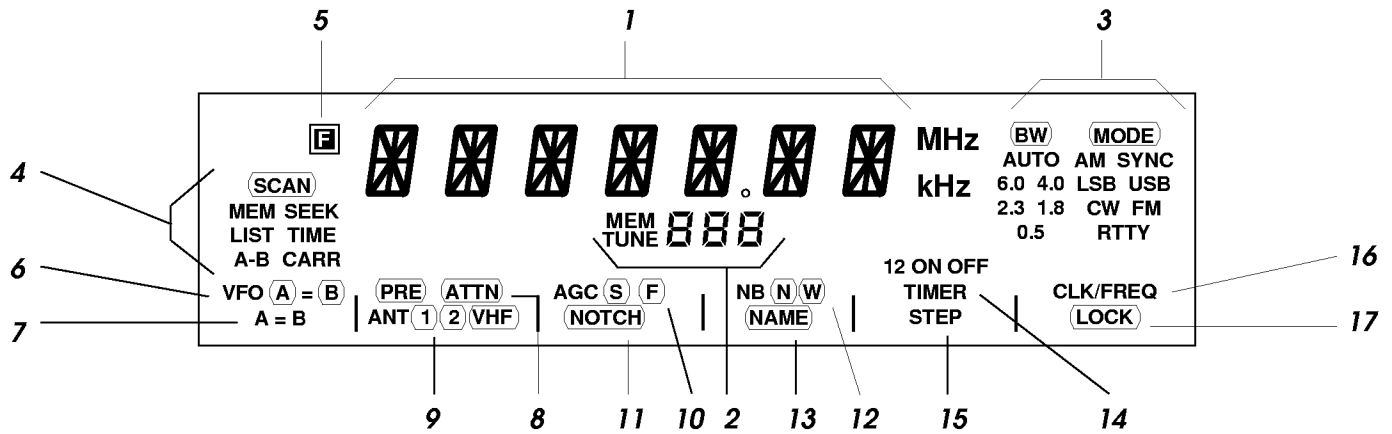 5 1 3
F
MHz
kHz
BW MODE
AUTO AM SYNC
6.0 4.0 LSB USB
2.3 1.8 CW FM
0.5 RTTY
4
SCAN
MEM SEEK
LIST TIME
A-B CARR
MEM
TUNE 888
6
VFO A = B
7
A = B
PRE ATTN
ANT 1 2 VHF
AGC S F
NOTCH
NB N W
NAME
12 ON OFF
TIMER
STEP
CLK/FREQ
LOCK
16
17
9 8 11 10 2 13 12 15 14